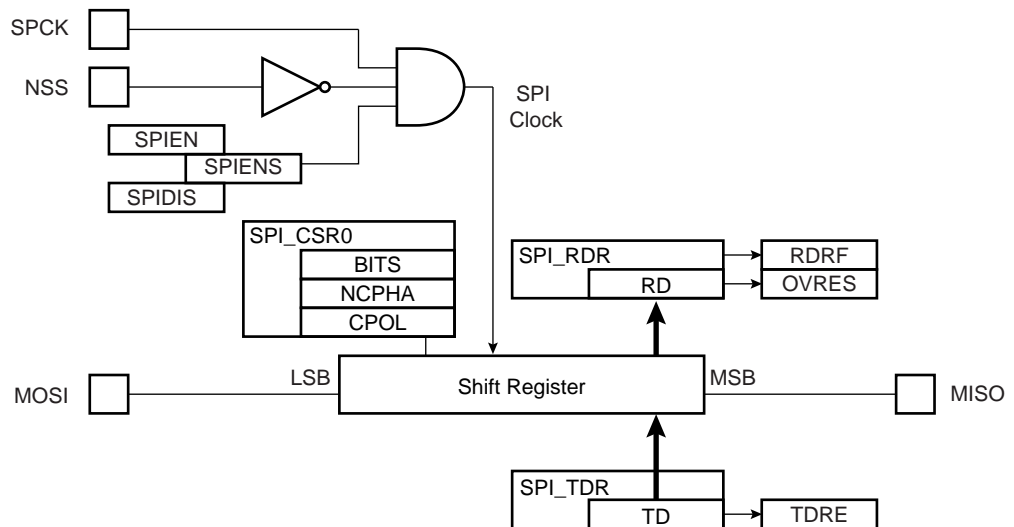 SPCK
NSS
SPI
Clock
SPIEN
SPIENS
SPIDIS
SPI_CSR0
BITS
NCPHA
CPOL
SPI_RDR
RD
RDRF
OVRES
MOSI
LSB
Shift Register
MSB
MISO
SPI_TDR
TD
TDRE